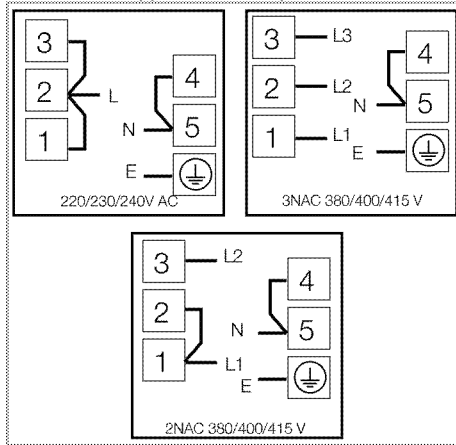 3
2 L
1
4
N 5
E
220/230/240V AC
3 L3
2 L2
1 L1
4
N 5
E
3NAC 380/400/415 V
3 L2
2
1 L1
4
N 5
E
2NAC 380/400/415 V